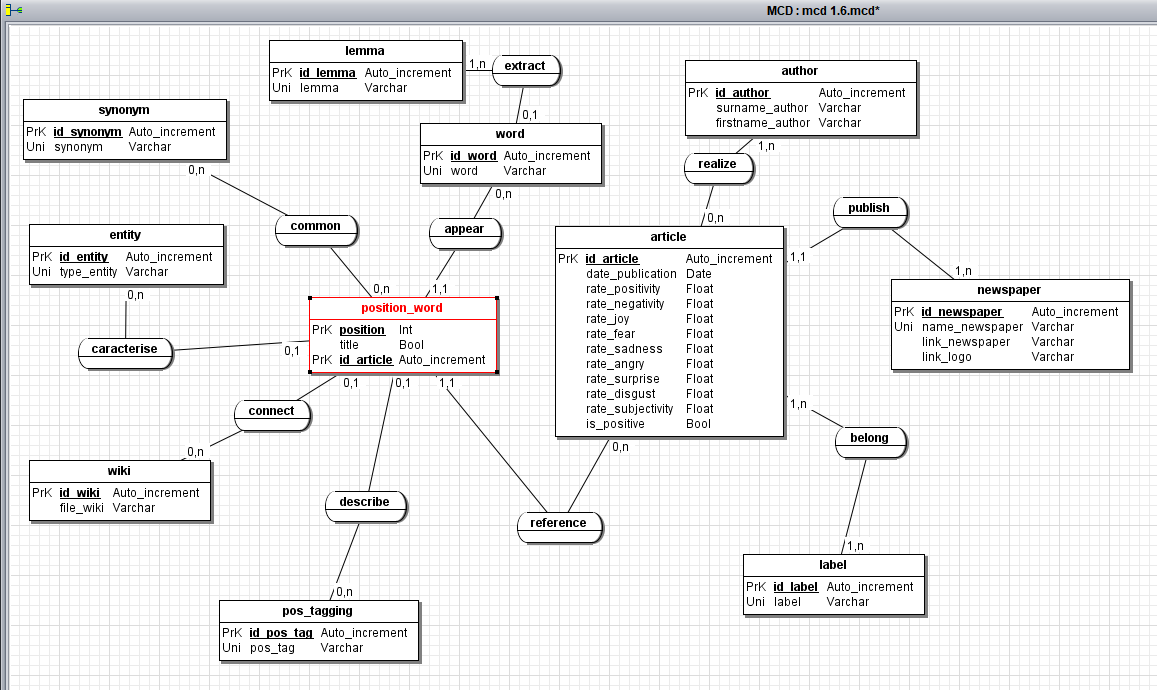 MCD : mcd 1.6.mcd*
lemma
PrK id_lemma Auto_increment
Uni lemma Varchar
1,n
extract
0,1
author
PrK id_author Auto_increment
surname_author Varchar
firstname_author Varchar
1,n
realize
0,n
synonym
PrK id_synonym Auto_increment
Uni synonym Varchar
0,n
common
0,n
word
PrK id_word Auto_increment
Uni word Varchar
0,n
appear
1,1
publish
1,1
1,n
entity
PrK id_entity Auto_increment
Uni type_entity Varchar
0,n
caracterise
0,1
article
PrK id_article Auto_increment
date_publication Date
rate_positivity Float
rate_negativity Float
rate_joy Float
rate_fear Float
rate_sadness Float
rate_angry Float
rate_surprise Float
rate_disgust Float
rate_subjectivity Float
is_positive Bool
newspaper
PrK id_newspaper Auto_increment
Uni name_newspaper Varchar
link_newspaper Varchar
link_logo Varchar
position_word
PrK position Int
title Bool
PrK id_article Auto_increment
0,1
0,1
1,1
connect
0,n
1,n
belong
1,n
0,n
wiki
PrK id_wiki Auto_increment
file_wiki Varchar
describe
0,n
reference
label
PrK id_label Auto_increment
Uni label Varchar
pos_tagging
PrK id_pos_tag Auto_increment
Uni pos_tag Varchar